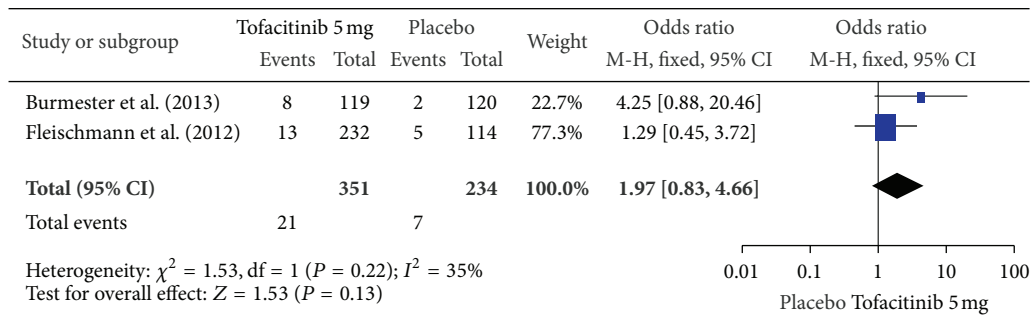 Study or subgroup Tofacitinib 5 mg Placebo Weight Odds ratio Odds ratio
Events Total Events Total M-H, fixed, 95% CI M-H, fixed, 95% CI
Burmester et al. (2013) 8 119 2 120 22.7% 4.25 [0.88, 20.46]
Fleischmann et al. (2012) 13 232 5 114 77.3% 1.29 [0.45, 3.72]
Total (95% CI) 351 234 100.0% 1.97 [0.83, 4.66]
Total events 21 7
Heterogeneity: χ² = 1.53, df = 1 (P = 0.22); I² = 35%
Test for overall effect: Z = 1.53 (P = 0.13)
0.01 0.1 1 10 100
Placebo Tofacitinib 5 mg